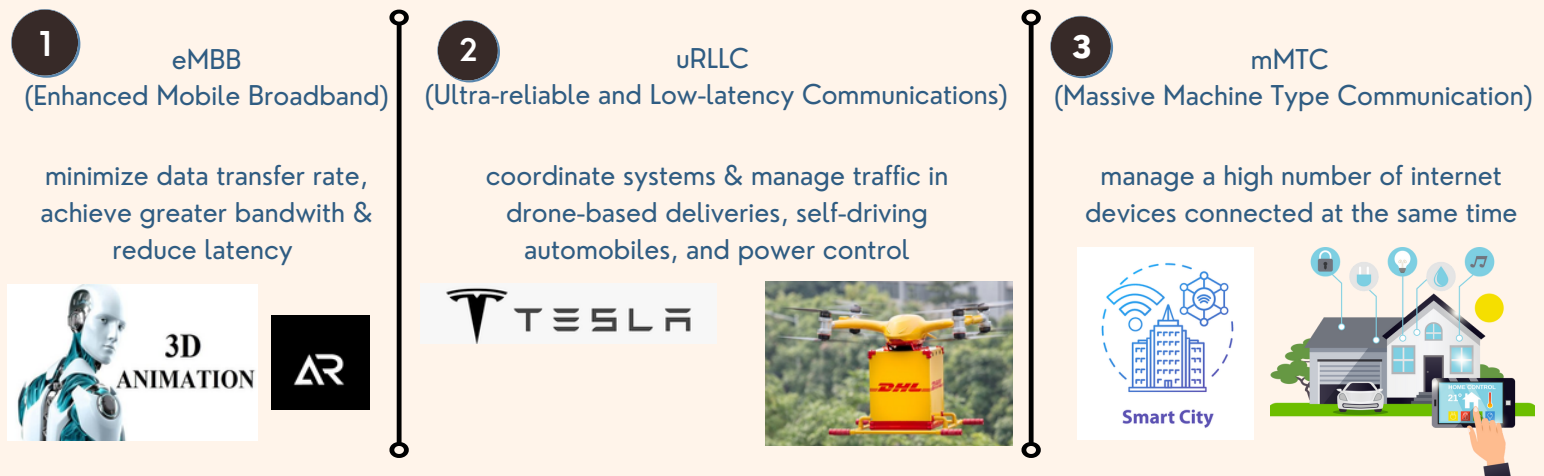 1
eMBB
(Enhanced Mobile Broadband)
minimize data transfer rate,
achieve greater bandwith &
reduce latency
3D
ANIMATION
AR
2
uRLLC
(Ultra-reliable and Low-latency Communications)
coordinate systems & manage traffic in
drone-based deliveries, self-driving
automobiles, and power control
TESLA
DHL
3
mMTC
(Massive Machine Type Communication)
manage a high number of internet
devices connected at the same time
Smart City
HOME CONTROL
21°